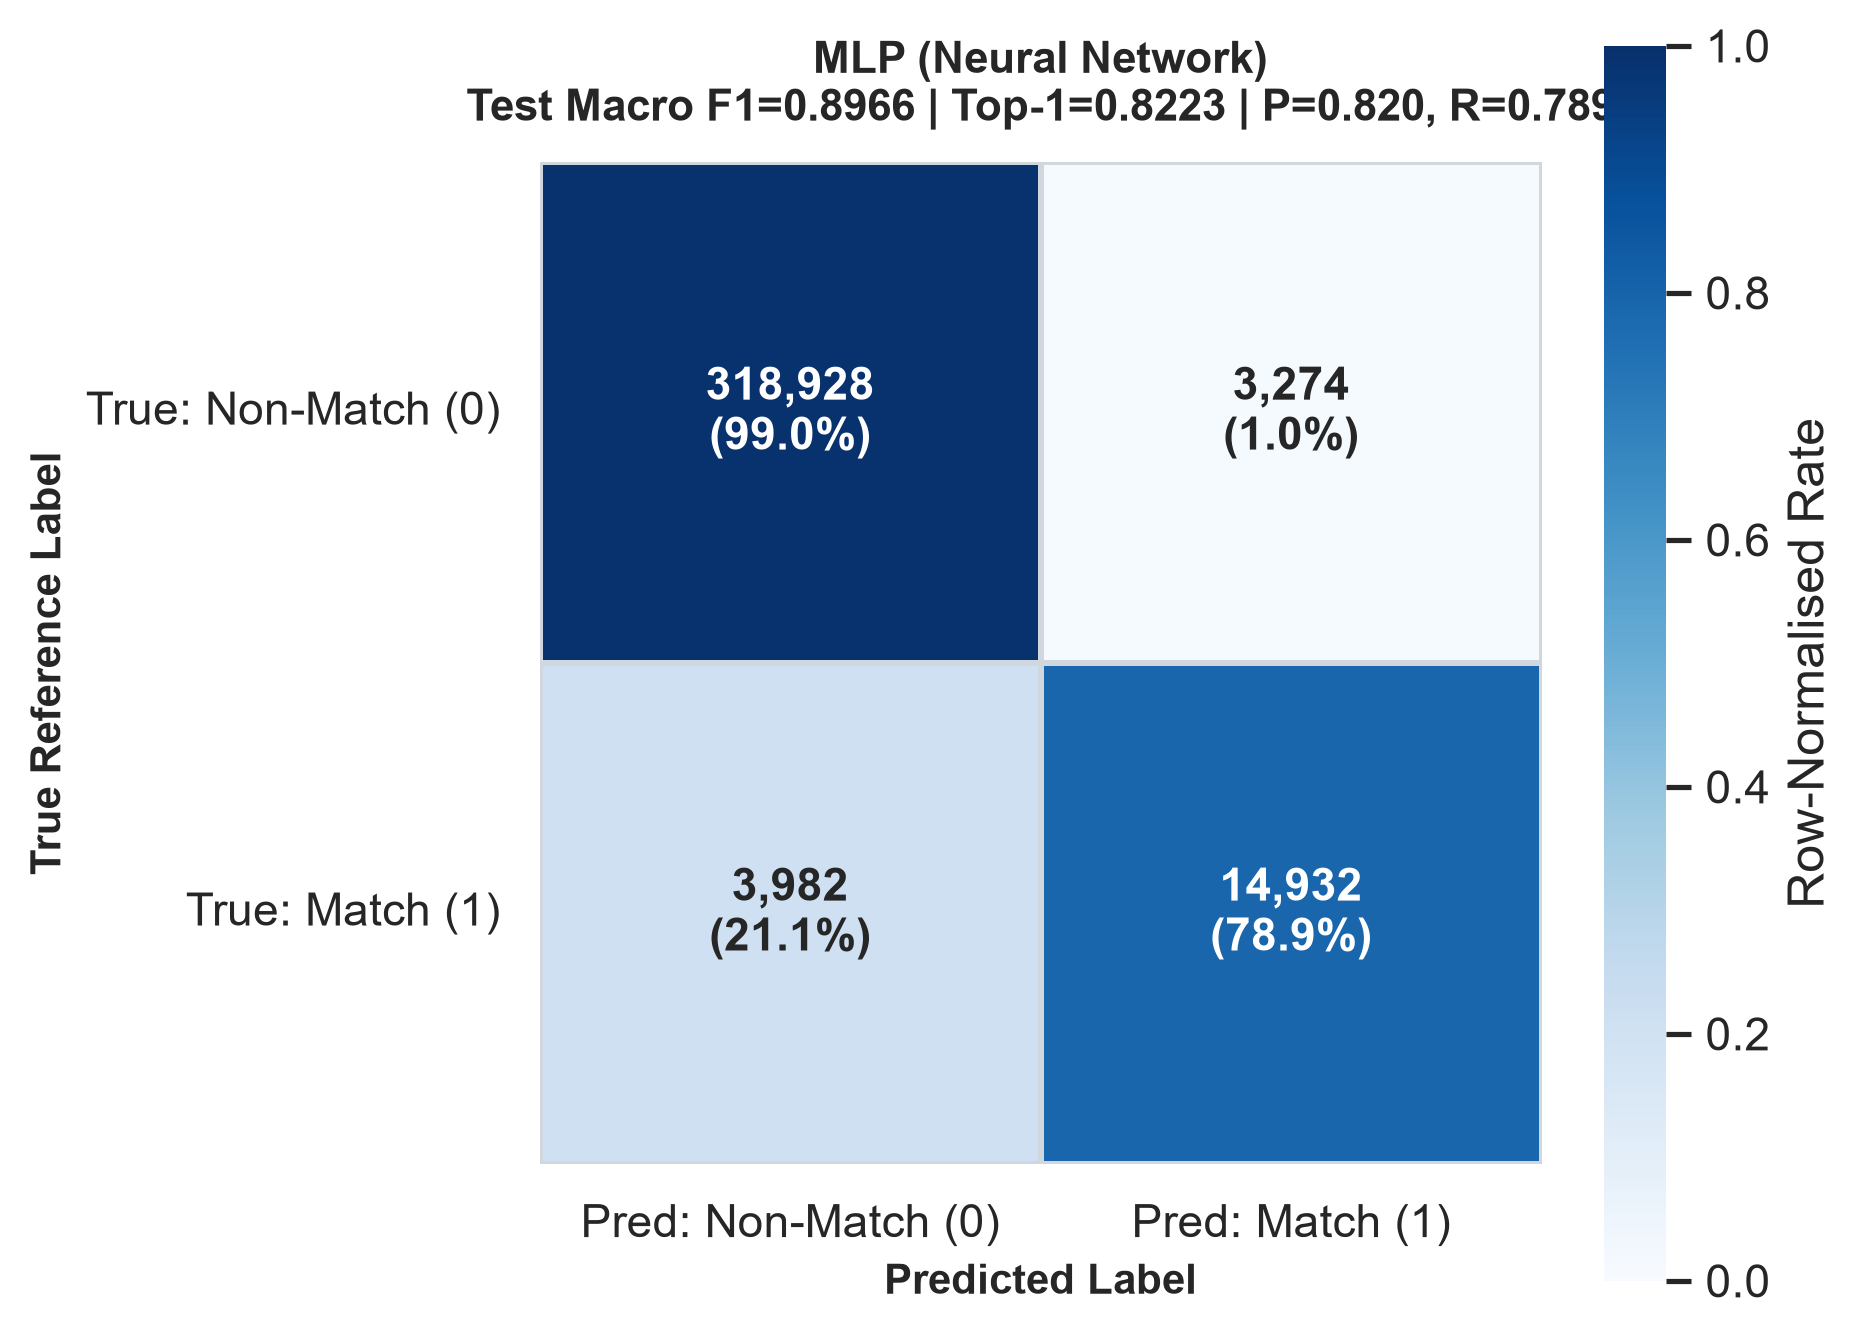 MLP (Neural Network)
Test Macro F1=0.8966 | Top-1=0.8223 | P=0.820, R=0.789
1.0
0.8
0.6
0.4
0.2
0.0
Row-Normalised Rate
True Reference Label
True: Non-Match (0)
318,928
(99.0%)
3,274
(1.0%)
True: Match (1)
3,982
(21.1%)
14,932
(78.9%)
Pred: Non-Match (0)
Pred: Match (1)
Predicted Label